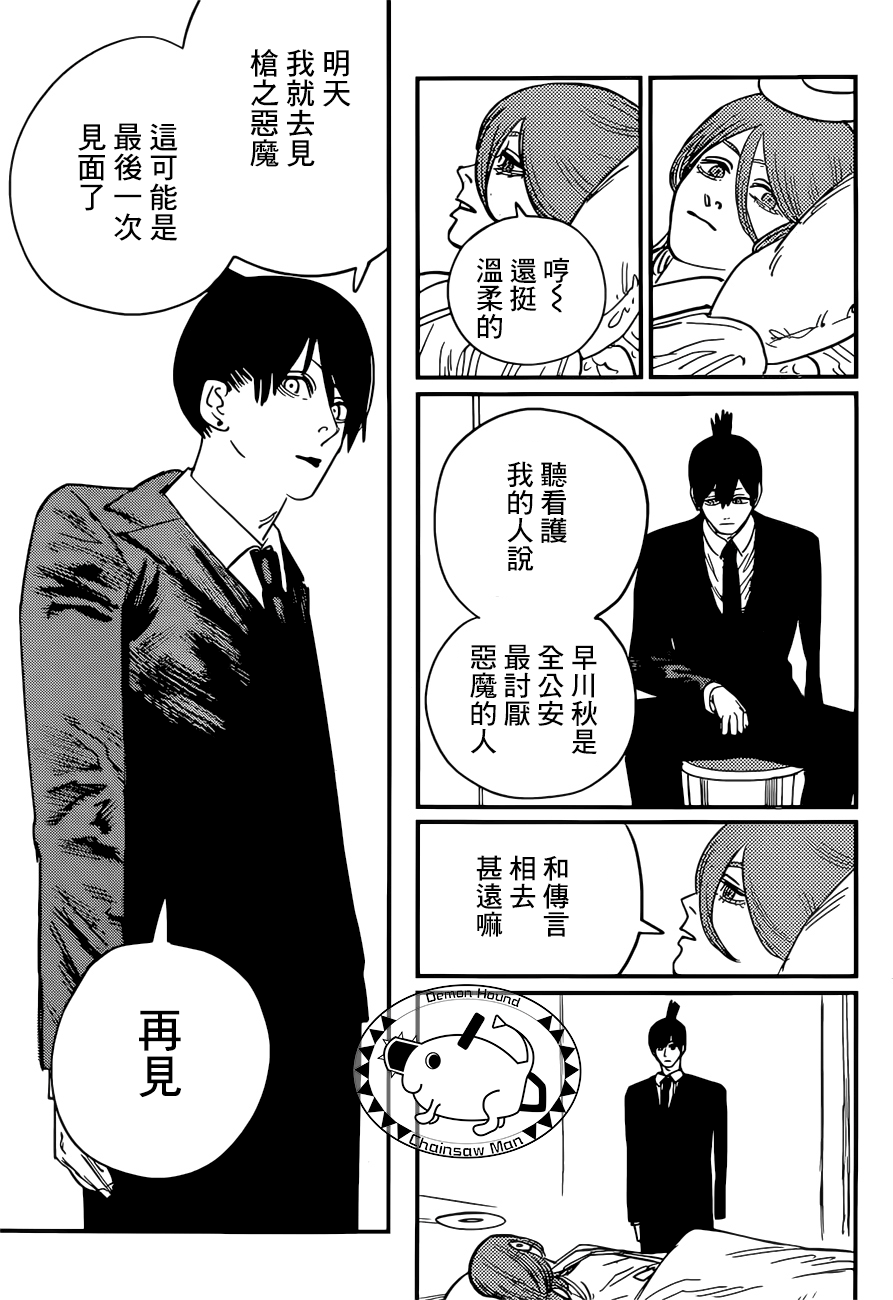 哼~
還挺
溫柔的
聽看護
我的人說
早川秋是
全公安
最討厭
惡魔的人
和傳言
相去
甚遠嘛
明天
我就去見
槍之惡魔
這可能是
最後一次
見面了
再見
Demon Hound
Chainsaw Man